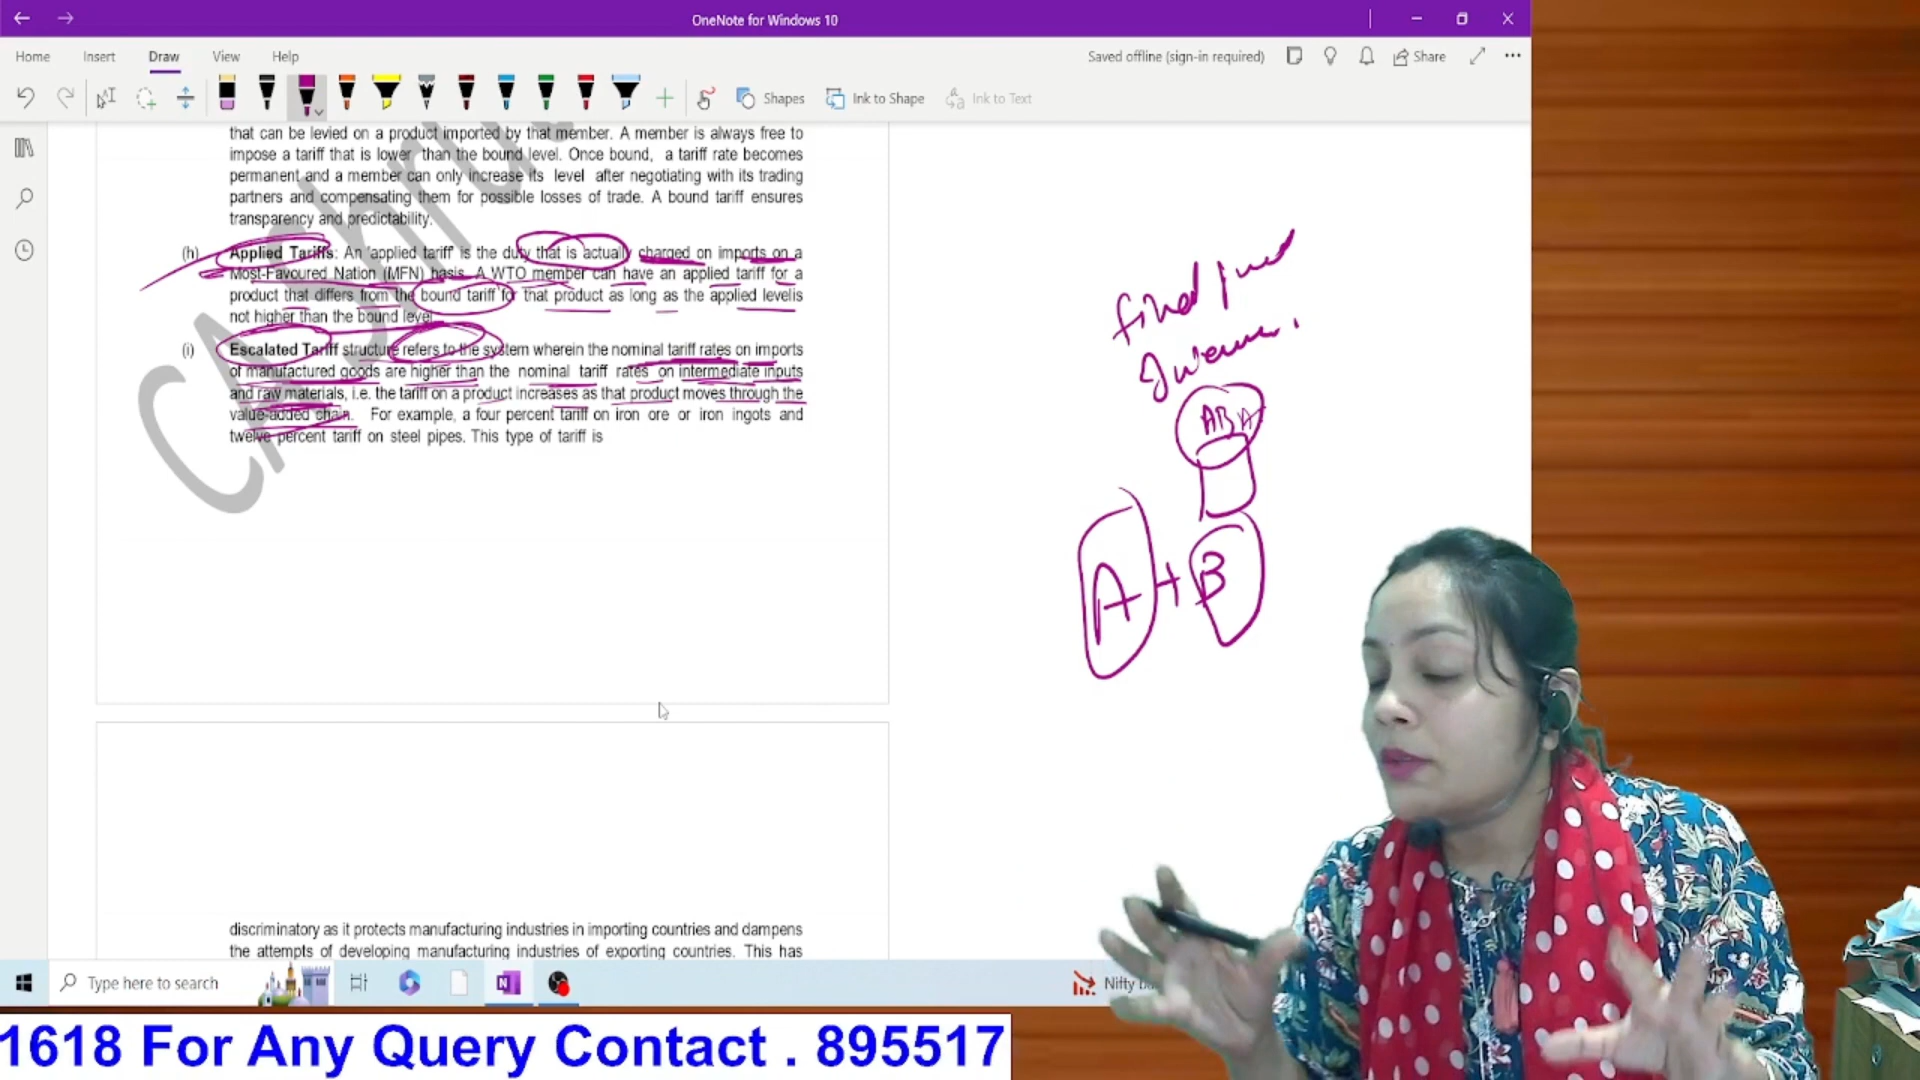 OneNote for Windows 10
Home Insert Draw View Help
Saved offline (sign-in required) Share
Shapes Ink to Shape Ink to Text
that can be levied on a product imported by that member. A member is always free to
impose a tariff that is lower than the bound level. Once bound, a tariff rate becomes
permanent and a member can only increase its level after negotiating with its trading
partners and compensating them for possible losses of trade. A bound tariff ensures
transparency and predictability.
(h) Applied Tariffs: An 'applied tariff' is the duty that is actually charged on imports on a
Most-Favoured Nation (MFN) basis. A WTO member can have an applied tariff for a
product that differs from the bound tariff for that product as long as the applied levelis
not higher than the bound level.
(i) Escalated Tariff structure refers to the system wherein the nominal tariff rates on imports
of manufactured goods are higher than the nominal tariff rates on intermediate inputs
and raw materials, i.e. the tariff on a product increases as that product moves through the
value-added chain. For example, a four percent tariff on iron ore or iron ingots and
twelve percent tariff on steel pipes. This type of tariff is
A + B
discriminatory as it protects manufacturing industries in importing countries and dampens
the attempts of developing manufacturing industries of exporting countries. This has
Type here to search
Nifty
1618 For Any Query Contact . 895517